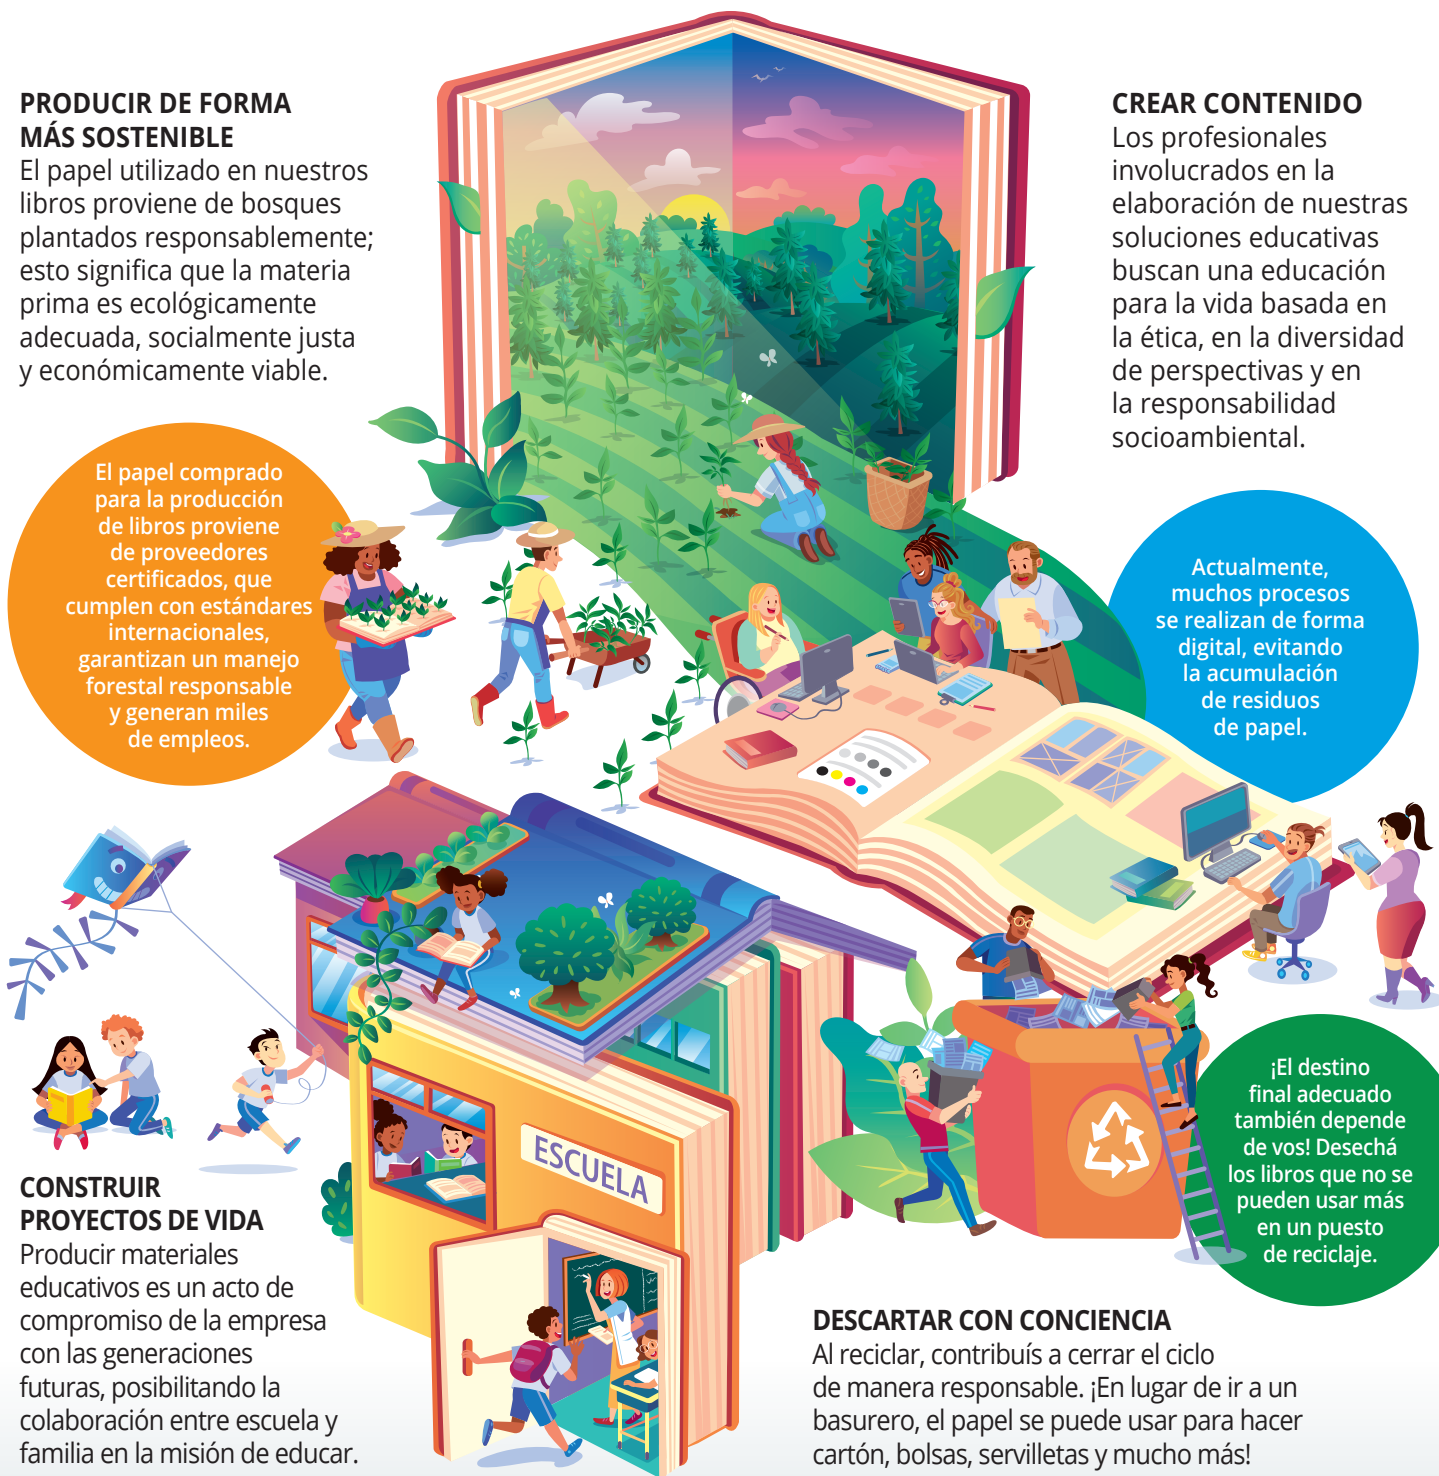 PRODUCIR DE FORMA
MÁS SOSTENIBLE
El papel utilizado en nuestros
libros proviene de bosques
plantados responsablemente;
esto significa que la materia
prima es ecológicamente
adecuada, socialmente justa
y económicamente viable.
El papel comprado
para la producción
de libros proviene
de proveedores
certificados, que
cumplen con estándares
internacionales,
garantizan un manejo
forestal responsable
y generan miles
de empleos.
CREAR CONTENIDO
Los profesionales
involucrados en la
elaboración de nuestras
soluciones educativas
buscan una educación
para la vida basada en
la ética, en la diversidad
de perspectivas y en
la responsabilidad
socioambiental.
Actualmente,
muchos procesos
se realizan de forma
digital, evitando
la acumulación
de residuos
de papel.
ESCUELA
CONSTRUIR
PROYECTOS DE VIDA
Producir materiales
educativos es un acto de
compromiso de la empresa
con las generaciones
futuras, posibilitando la
colaboración entre escuela y
familia en la misión de educar.
¡El destino
final adecuado
también depende
de vos! Desechá
los libros que no se
pueden usar más
en un puesto
de reciclaje.
DESCARTAR CON CONCIENCIA
Al reciclar, contribuís a cerrar el ciclo
de manera responsable. ¡En lugar de ir a un
basurero, el papel se puede usar para hacer
cartón, bolsas, servilletas y mucho más!